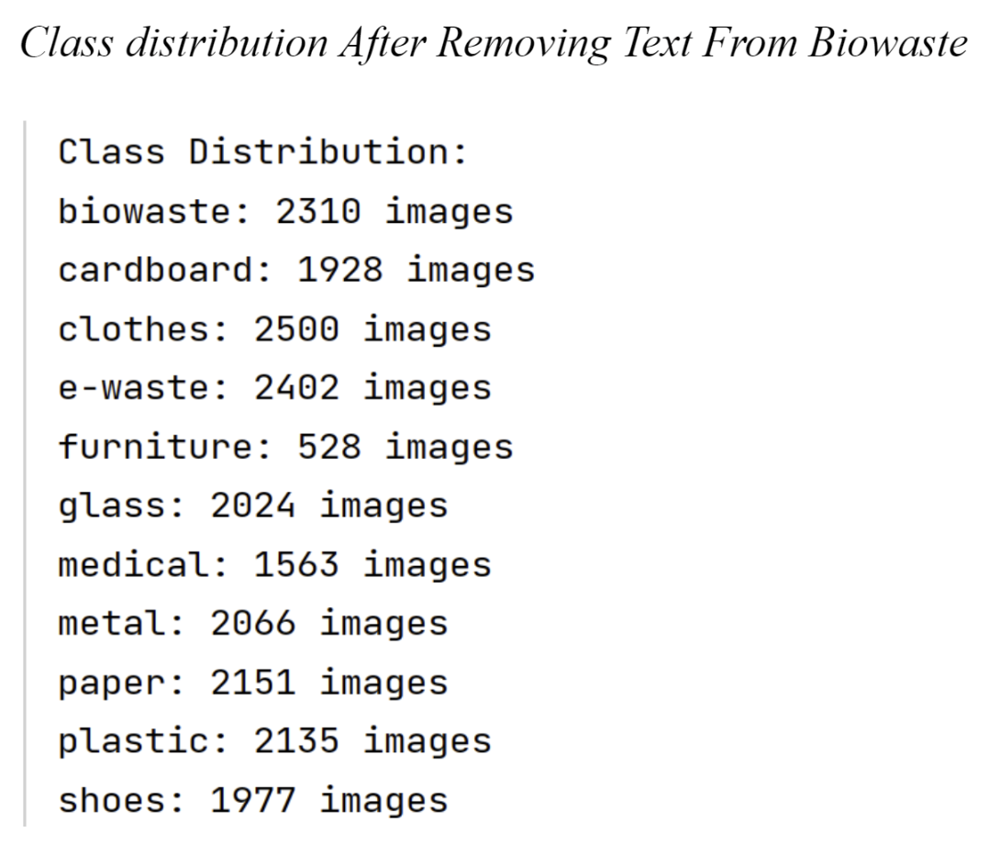 Class distribution After Removing Text From Biowaste
Class Distribution:
biowaste: 2310 images
cardboard: 1928 images
clothes: 2500 images
e-waste: 2402 images
furniture: 528 images
glass: 2024 images
medical: 1563 images
metal: 2066 images
paper: 2151 images
plastic: 2135 images
shoes: 1977 images